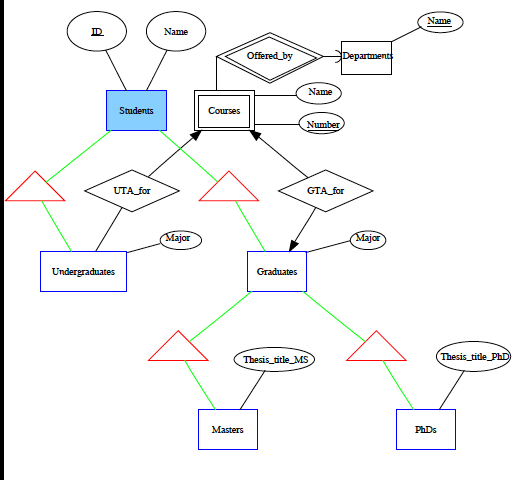 Name
ID
Name
Offered_by
Departments
Name
Students
Courses
Number
UTA_for
GTA_for
Major
Major
Undergraduates
Graduates
Thesis_title_MS
Thesis_title_PhD
Masters
PhDs